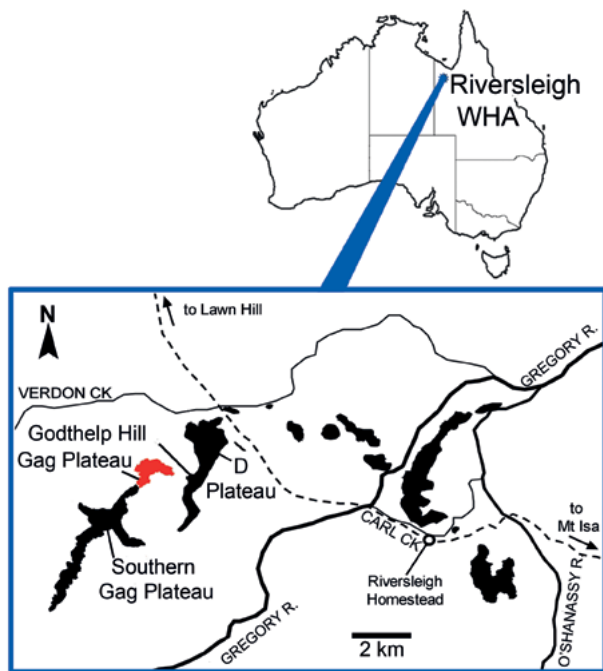 Riversleigh
WHA
N
to Lawn Hill
GREGORY R.
VERDON CK
Godthelp Hill
Gag Plateau
D
Plateau
to
Mt Isa
CARL CK
Southern
Gag Plateau
Riversleigh
Homestead
GREGORY R.
2 km
O'SHANASSY R.